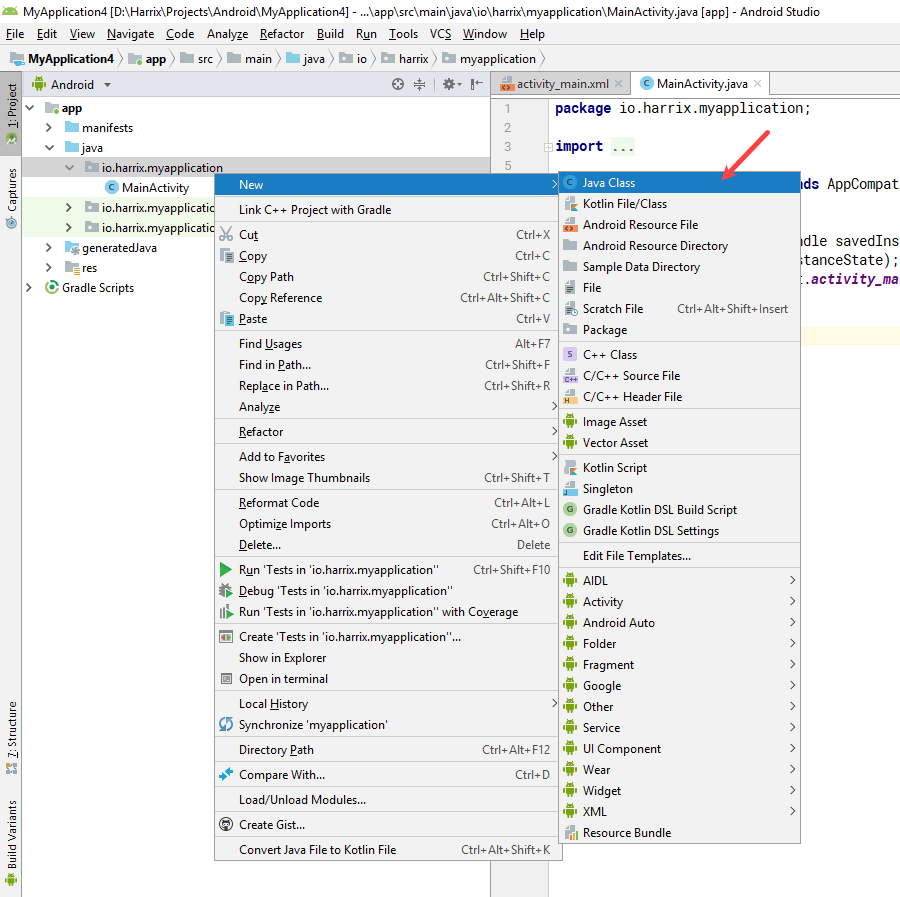 MyApplication4 [D:\Harrix\Projects\Android\MyApplication4] - ...\app\src\main\java\io\harrix\myapplication\MainActivity.java [app] - Android Studio
File Edit View Navigate Code Analyze Refactor Build Run Tools VCS Window Help
MyApplication4 app src main java io harrix myapplication
1: Project
Captures
7: Structure
Build Variants
Android
app
manifests
java
io.harrix.myapplication
MainActivity
io.harrix.myapplicatio
io.harrix.myapplicatio
generatedJava
res
Gradle Scripts
activity_main.xml MainActivity.java
1 package io.harrix.myapplication;
2
3 import ...
5
nds AppCompati
ndle savedIns
stanceState);
t.activity_ma
New
Link C++ Project with Gradle
Cut Ctrl+X
Copy Ctrl+C
Copy Path Ctrl+Shift+C
Copy Reference Ctrl+Alt+Shift+C
Paste Ctrl+V
Find Usages Alt+F7
Find in Path... Ctrl+Shift+F
Replace in Path... Ctrl+Shift+R
Analyze
Refactor
Add to Favorites
Show Image Thumbnails Ctrl+Shift+T
Reformat Code Ctrl+Alt+L
Optimize Imports Ctrl+Alt+O
Delete... Delete
Run 'Tests in 'io.harrix.myapplication'' Ctrl+Shift+F10
Debug 'Tests in 'io.harrix.myapplication''
Run 'Tests in 'io.harrix.myapplication'' with Coverage
Create 'Tests in 'io.harrix.myapplication''...
Show in Explorer
Open in terminal
Local History
Synchronize 'myapplication'
Directory Path Ctrl+Alt+F12
Compare With... Ctrl+D
Load/Unload Modules...
Create Gist...
Convert Java File to Kotlin File Ctrl+Alt+Shift+K
Java Class
Kotlin File/Class
Android Resource File
Android Resource Directory
Sample Data Directory
File
Scratch File Ctrl+Alt+Shift+Insert
Package
C++ Class
C/C++ Source File
C/C++ Header File
Image Asset
Vector Asset
Kotlin Script
Singleton
Gradle Kotlin DSL Build Script
Gradle Kotlin DSL Settings
Edit File Templates...
AIDL
Activity
Android Auto
Folder
Fragment
Google
Other
Service
UI Component
Wear
Widget
XML
Resource Bundle